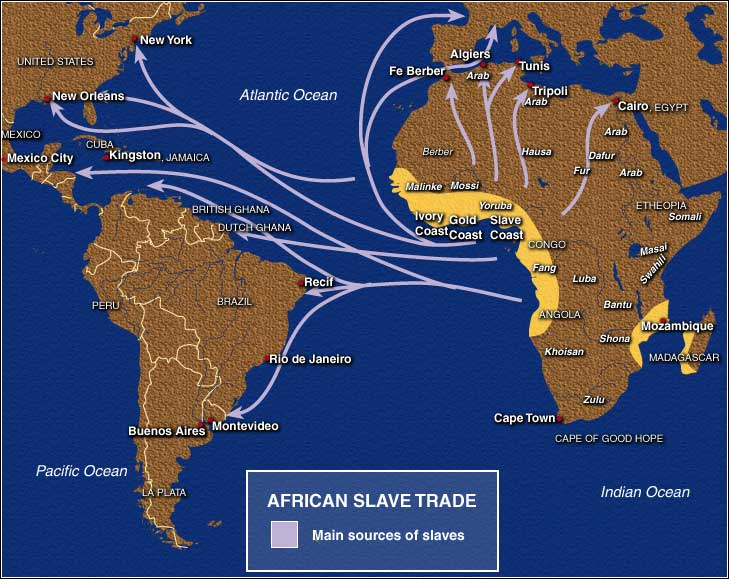 New York
UNITED STATES
Algiers
Fe Berber
Arab
Tunis
New Orleans
Atlantic Ocean
Tripoli
Arab
Cairo, EGYPT
MEXICO
CUBA
Arab
Mexico City
Kingston, JAMAICA
Berber
Hausa
Dafur
Fur
Arab
Malinke
Mossi
BRITISH GHANA
Yoruba
ETHEOPIA
Somali
DUTCH GHANA
Ivory
Coast
Gold
Coast
Slave
Coast
CONGO
Masai
Swahili
Fang
Luba
Recif
PERU
BRAZIL
Bantu
ANGOLA
Mozambique
Shona
Khoisan
MADAGASCAR
Rio de Janeiro
Zulu
Cape Town
Buenos Aires
Montevideo
CAPE OF GOOD HOPE
Pacific Ocean
LA PLATA
Indian Ocean
AFRICAN SLAVE TRADE
Main sources of slaves